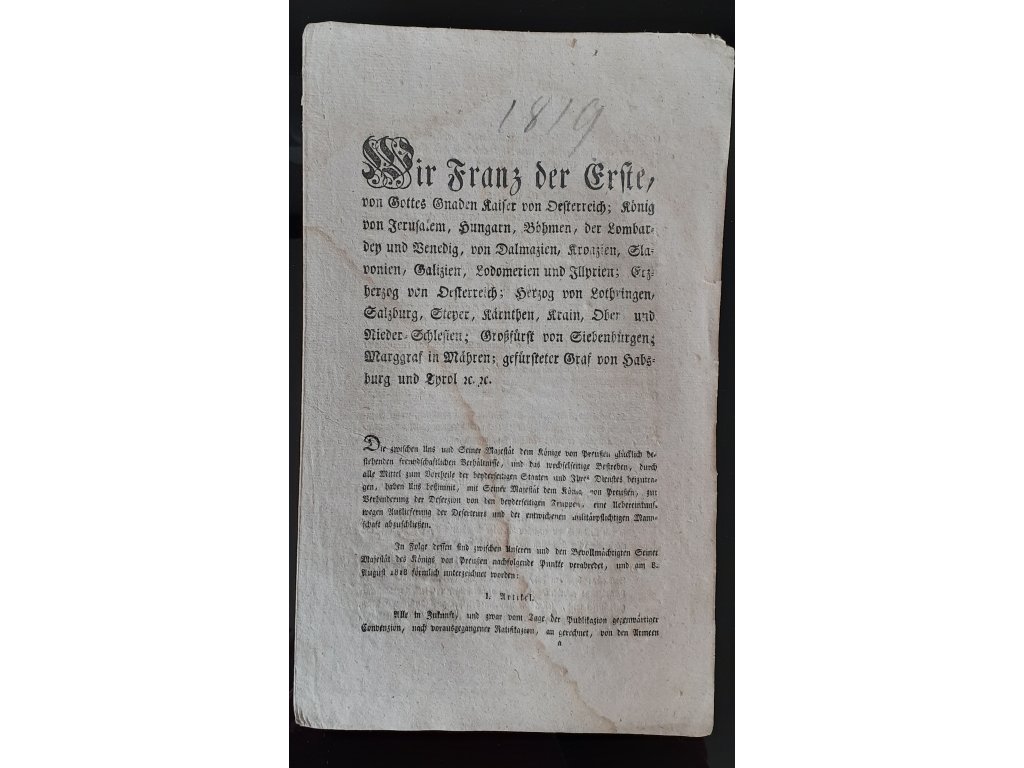 1819
Wir Franz der Erste,
von Gottes Gnaden Kaiser von Oesterreich; König
von Jerusalem, Hungarn, Böhmen, der Lombar-
dey und Venedig, von Dalmazien, Kroazien, Sla-
vonien, Galizien, Lodomerien und Illyrien; Erz-
herzog von Oesterreich; Herzog von Lothringen,
Salzburg, Steyer, Kärnthen, Krain, Ober und
Nieder-Schlesien; Großfürst von Siebenbürgen;
Marggraf in Mähren; gefürsteter Graf von Habs-
burg und Tyrol ꝛc. ꝛc.
Die zwischen Uns und Seiner Majestät dem Könige von Preußen glücklich be-
stehenden freundschaftlichen Verhältnisse, und das wechselseitige Bestreben, durch
alle Mittel zum Vortheile der beyderseitigen Staaten und Ihres Dienstes beizutra-
gen, haben Uns bestimmt, mit Seiner Majestät dem König von Preußen, zur
Verhinderung der Deserzion von den beyderseitigen Truppen, eine Uebereinkunft
wegen Auslieferung der Deserteurs und der entwichenen militärpflichtigen Mann-
schaft abzuschließen.
In Folge dessen sind zwischen Unseren und den Bevollmächtigten Seiner
Majestät des Königs von Preußen nachfolgende Punkte verabredet, und am 8.
August 1818 förmlich unterzeichnet worden:
1. Artikel.
Alle in Zukunft, und zwar vom Tage der Publikazion gegenwärtiger
Convenzion, nach vorausgegangener Ratifikazion, an gerechnet, von den Armeen
a